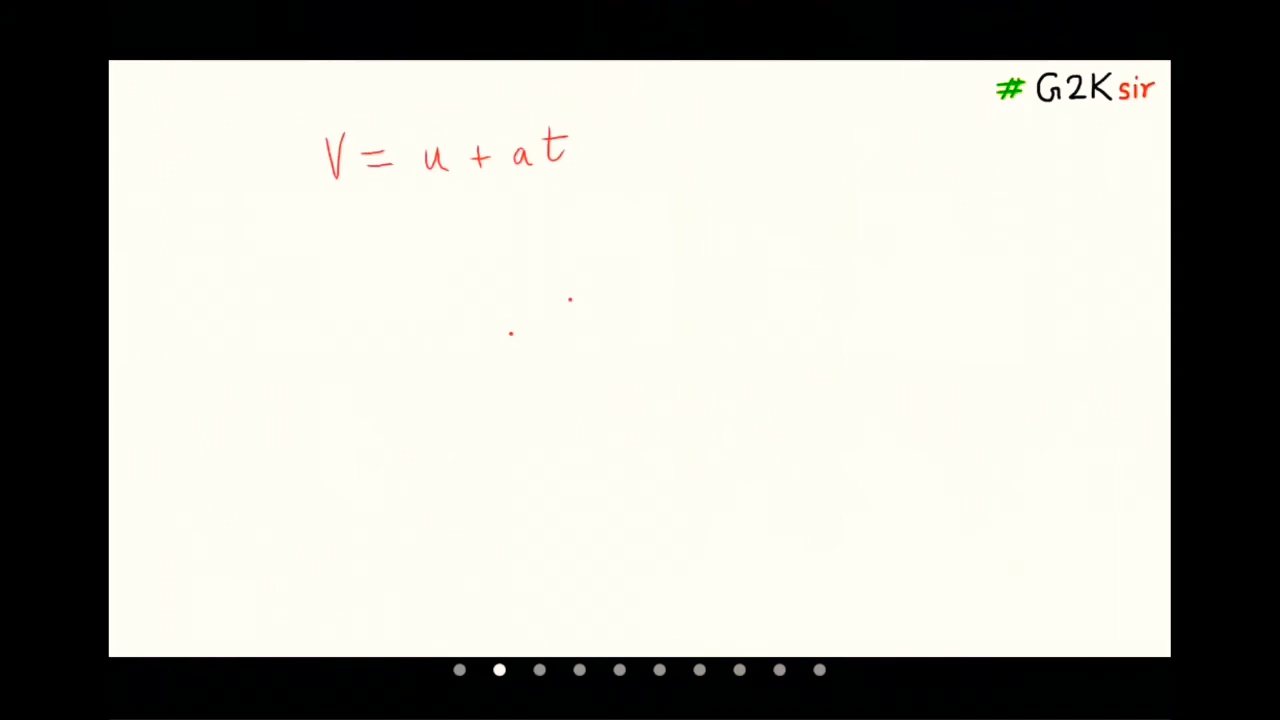 # G2K sir
V = u + at